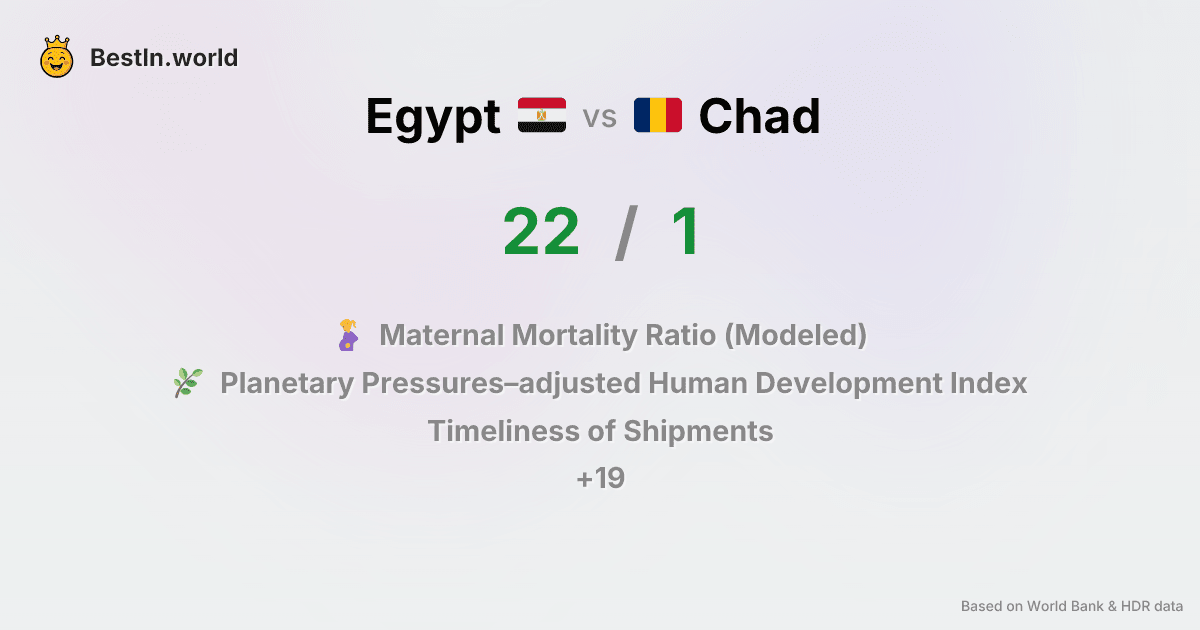 BestIn.world
Egypt vs Chad
22 / 1
Maternal Mortality Ratio (Modeled)
Planetary Pressures–adjusted Human Development Index
Timeliness of Shipments
+19
Based on World Bank & HDR data